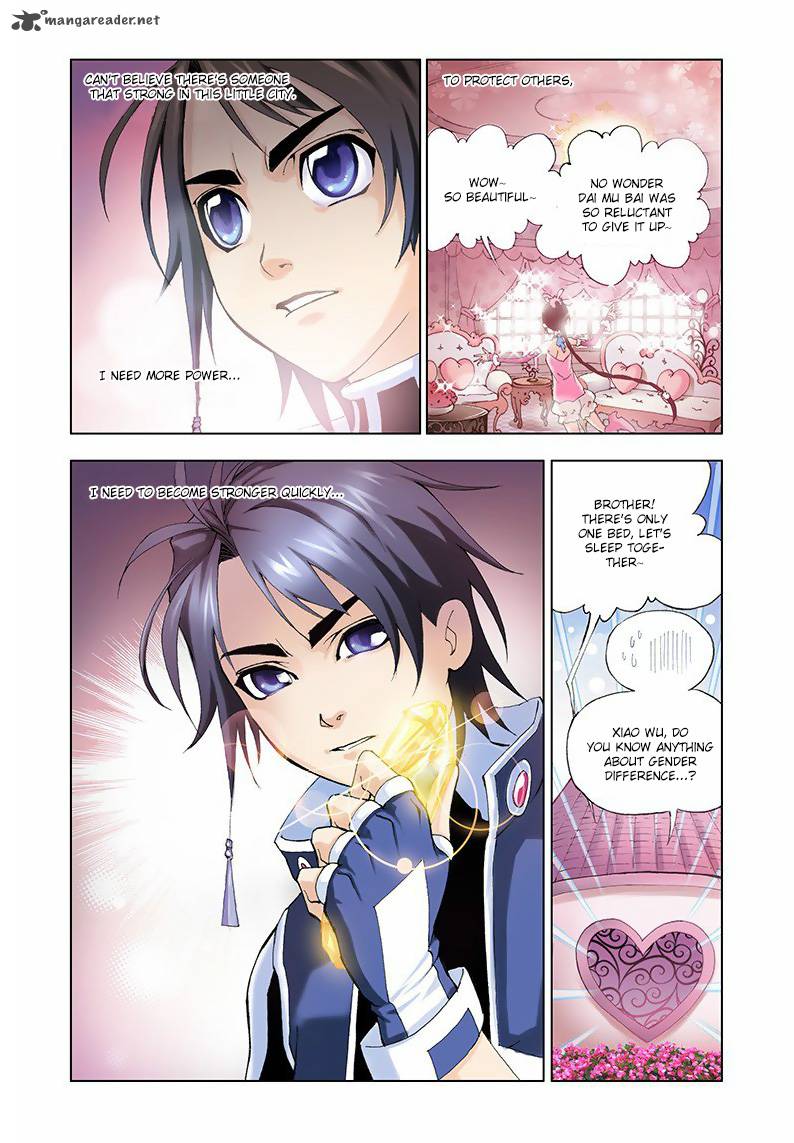 mangareader.net
CAN'T BELIEVE THERE'S SOMEONE
THAT STRONG IN THIS LITTLE CITY.
I NEED MORE POWER...
TO PROTECT OTHERS,
WOW~
SO BEAUTIFUL~
NO WONDER
DAI MU BAI WAS
SO RELUCTANT
TO GIVE IT UP~
I NEED TO BECOME STRONGER QUICKLY...
BROTHER!
THERE'S ONLY
ONE BED, LET'S
SLEEP TOGE-
THER~
XIAO WU, DO
YOU KNOW ANYTHING
ABOUT GENDER
DIFFERENCE...?